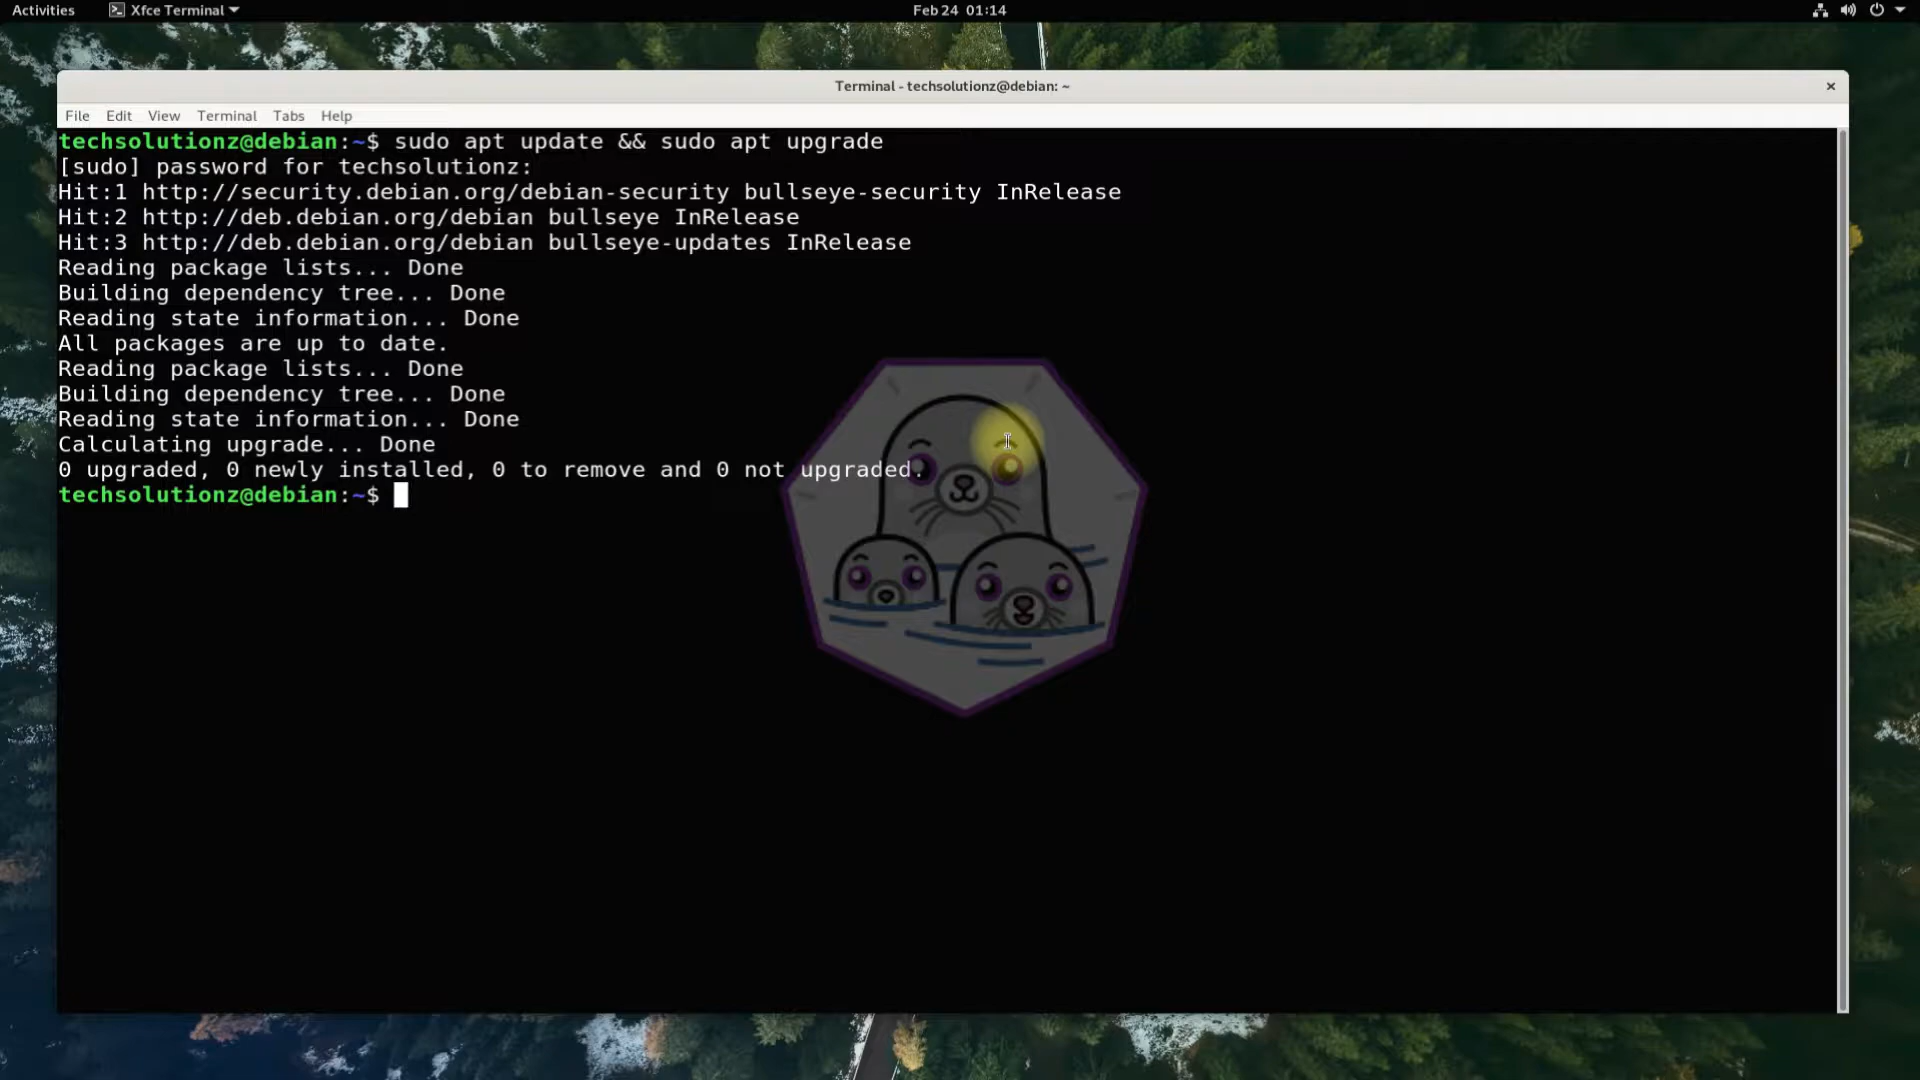 Activities Xfce Terminal Feb 24 01:14
Terminal - techsolutionz@debian: ~
File Edit View Terminal Tabs Help
techsolutionz@debian:~$ sudo apt update && sudo apt upgrade
[sudo] password for techsolutionz:
Hit:1 http://security.debian.org/debian-security bullseye-security InRelease
Hit:2 http://deb.debian.org/debian bullseye InRelease
Hit:3 http://deb.debian.org/debian bullseye-updates InRelease
Reading package lists... Done
Building dependency tree... Done
Reading state information... Done
All packages are up to date.
Reading package lists... Done
Building dependency tree... Done
Reading state information... Done
Calculating upgrade... Done
0 upgraded, 0 newly installed, 0 to remove and 0 not upgraded.
techsolutionz@debian:~$